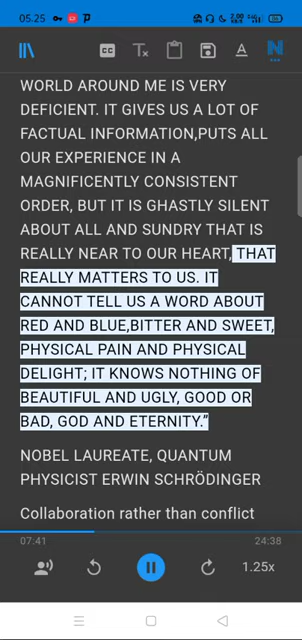 05.25
WORLD AROUND ME IS VERY
DEFICIENT. IT GIVES US A LOT OF
FACTUAL INFORMATION,PUTS ALL
OUR EXPERIENCE IN A
MAGNIFICENTLY CONSISTENT
ORDER, BUT IT IS GHASTLY SILENT
ABOUT ALL AND SUNDRY THAT IS
REALLY NEAR TO OUR HEART, THAT
REALLY MATTERS TO US. IT
CANNOT TELL US A WORD ABOUT
RED AND BLUE,BITTER AND SWEET,
PHYSICAL PAIN AND PHYSICAL
DELIGHT; IT KNOWS NOTHING OF
BEAUTIFUL AND UGLY, GOOD OR
BAD, GOD AND ETERNITY.”
NOBEL LAUREATE, QUANTUM
PHYSICIST ERWIN SCHRÖDINGER
Collaboration rather than conflict
07:41 24:38
1.25x